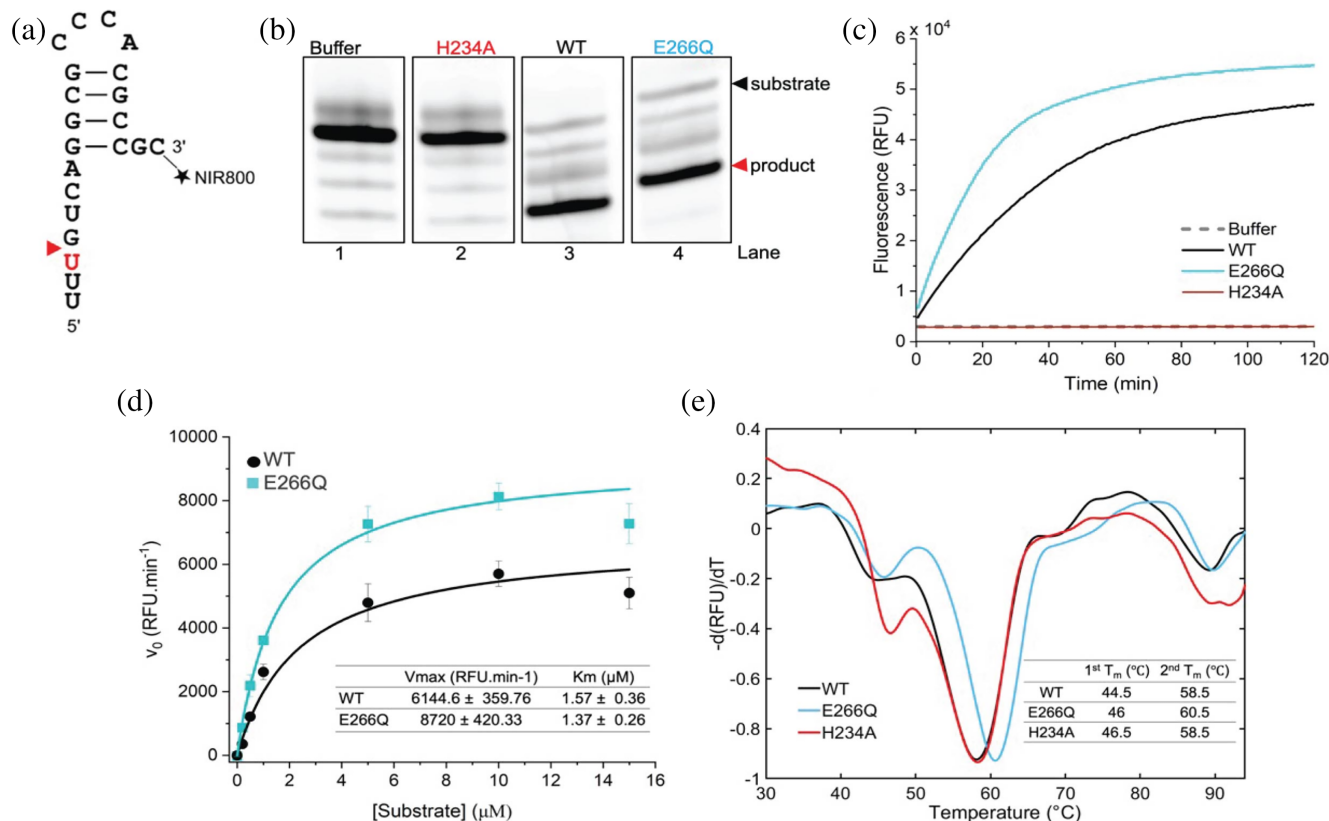 (a)
C C C
C A
G — C
C — G
G — C
G — CGC 3'
A
C NIR800
U
G
U
U
U
5'
(b)
Buffer H234A WT E266Q
substrate
product
1 2 3 4 Lane
(c)
× 10⁴
6
5
4
3
2
1
0
Fluorescence (RFU)
Buffer
WT
E266Q
H234A
0 20 40 60 80 100 120
Time (min)
(d)
10000
8000
6000
4000
2000
0
v₀ (RFU.min⁻¹)
WT
E266Q
Vmax (RFU.min-1) Km (µM)
WT 6144.6 ± 359.76 1.57 ± 0.36
E266Q 8720 ± 420.33 1.37 ± 0.26
0 2 4 6 8 10 12 14 16
[Substrate] (µM)
(e)
0.4
0.2
0
-0.2
-0.4
-0.6
-0.8
-1
-d(RFU)/dT
WT
E266Q
H234A
1st Tm (°C) 2nd Tm (°C)
WT 44.5 58.5
E266Q 46 60.5
H234A 46.5 58.5
30 40 50 60 70 80 90
Temperature (°C)